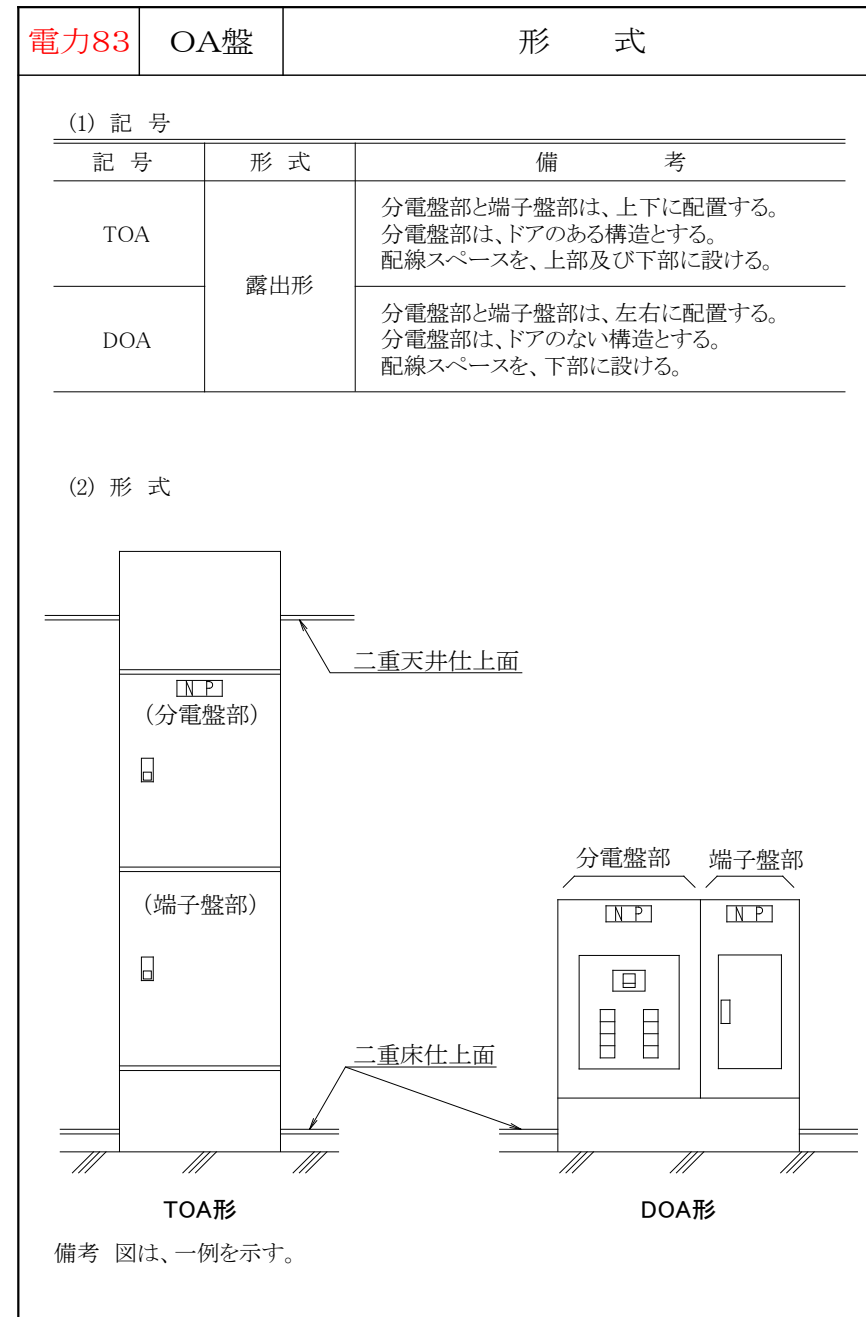 電力83 OA盤 形 式
(1) 記 号
記 号 形 式 備 考
TOA
露出形
分電盤部と端子盤部は、上下に配置する。
分電盤部は、ドアのある構造とする。
配線スペースを、上部及び下部に設ける。
DOA
分電盤部と端子盤部は、左右に配置する。
分電盤部は、ドアのない構造とする。
配線スペースを、下部に設ける。
(2) 形 式
二重天井仕上面
N P
(分電盤部)
(端子盤部)
分電盤部 端子盤部
N P N P
二重床仕上面
TOA形 DOA形
備考 図は、一例を示す。